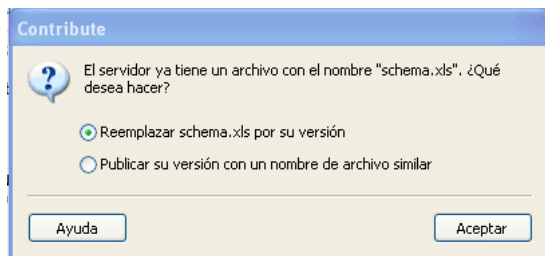 Contribute
El servidor ya tiene un archivo con el nombre "schema.xls". ¿Qué
desea hacer?
Reemplazar schema.xls por su versión
Publicar su versión con un nombre de archivo similar
Ayuda
Aceptar